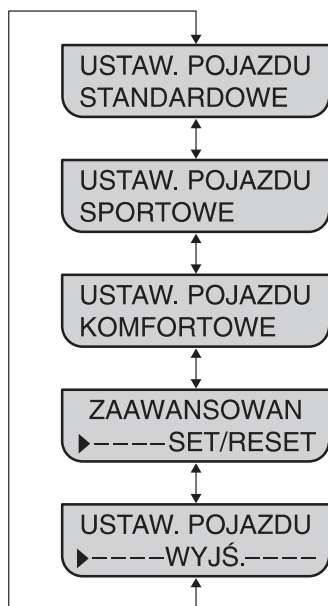 USTAW. POJAZDU
STANDARDOWE
USTAW. POJAZDU
SPORTOWE
USTAW. POJAZDU
KOMFORTOWE
ZAAWANSOWAN
▶----SET/RESET
USTAW. POJAZDU
▶----WYJŚ.----